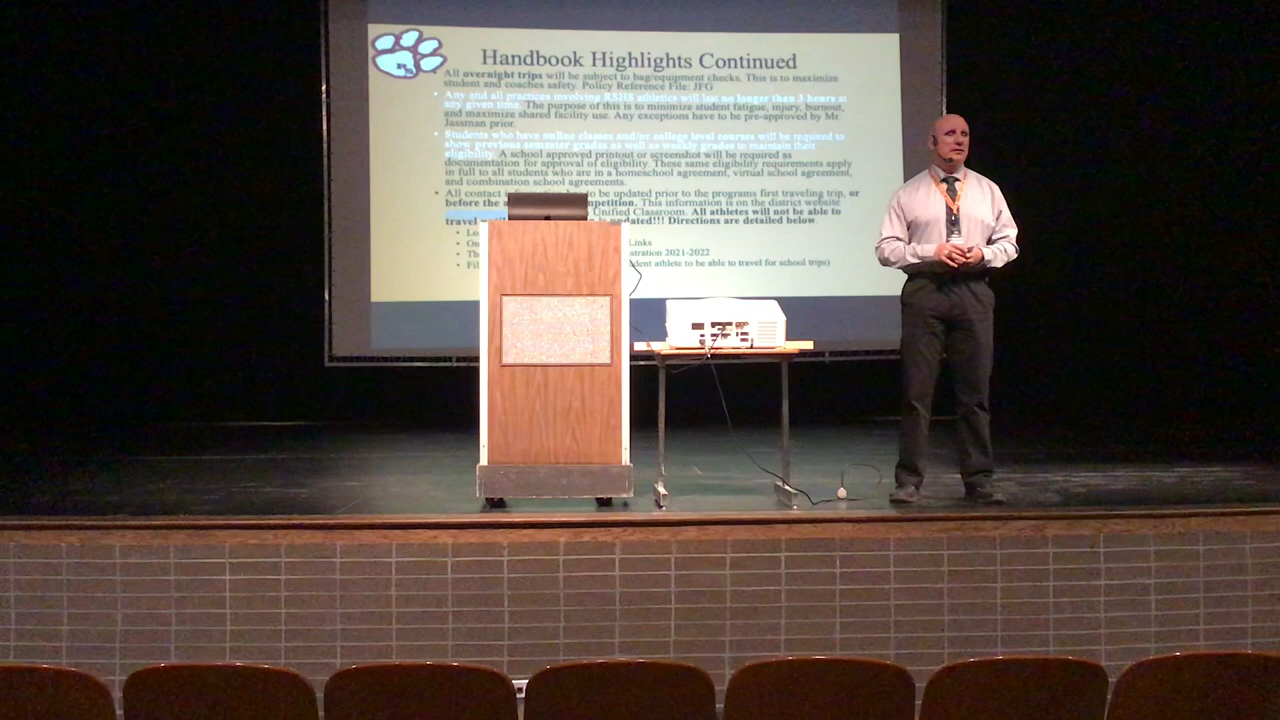 Handbook Highlights Continued
RS
All overnight trips will be subject to bag/equipment checks. This is to maximize
student and coaches safety. Policy Reference File: JFG
• Any and all practices involving RSHS athletics will last no longer than 3 hours at
any given time. The purpose of this is to minimize student fatigue, injury, burnout,
and maximize shared facility use. Any exceptions have to be pre-approved by Mr.
Jassman prior.
• Students who have online classes and/or college level courses will be required to
show previous semester grades as well as weekly grades to maintain their
eligibility. A school approved printout or screenshot will be required as
documentation for approval of eligibility. These same eligibility requirements apply
in full to all students who are in a homeschool agreement, virtual school agreement,
and combination school agreements.
• All contact to be updated prior to the programs first traveling trip, or
before the This information is on the district website
Unified Classroom. All athletes will not be able to
travel updated!!! Directions are detailed below.
• Lo
• On Links
• Th 2021-2022
• Fil athlete to be able to travel for school trips)